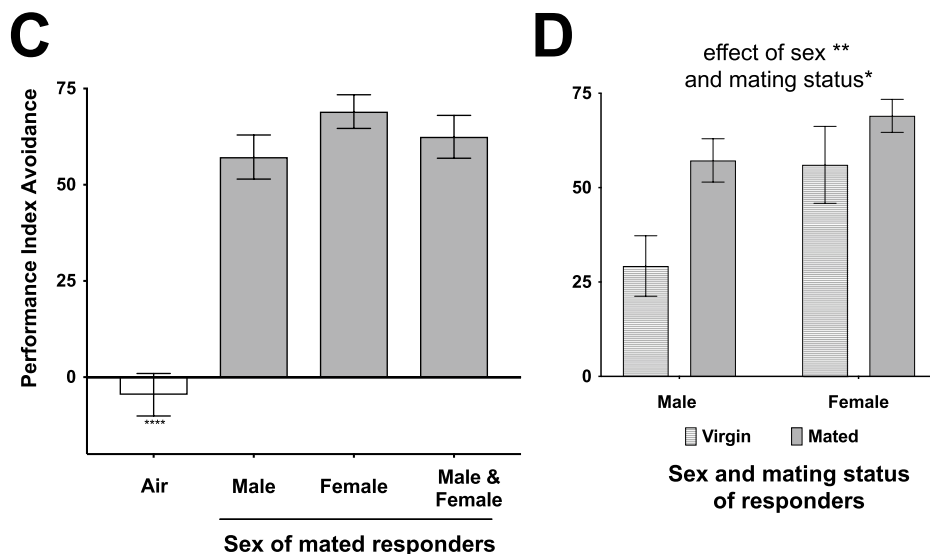 C
Performance Index Avoidance
75
50
25
0
****
Air
Male
Female
Male &
Female
Sex of mated responders
D
effect of sex **
and mating status*
75
50
25
0
Male
Female
Virgin
Mated
Sex and mating status
of responders